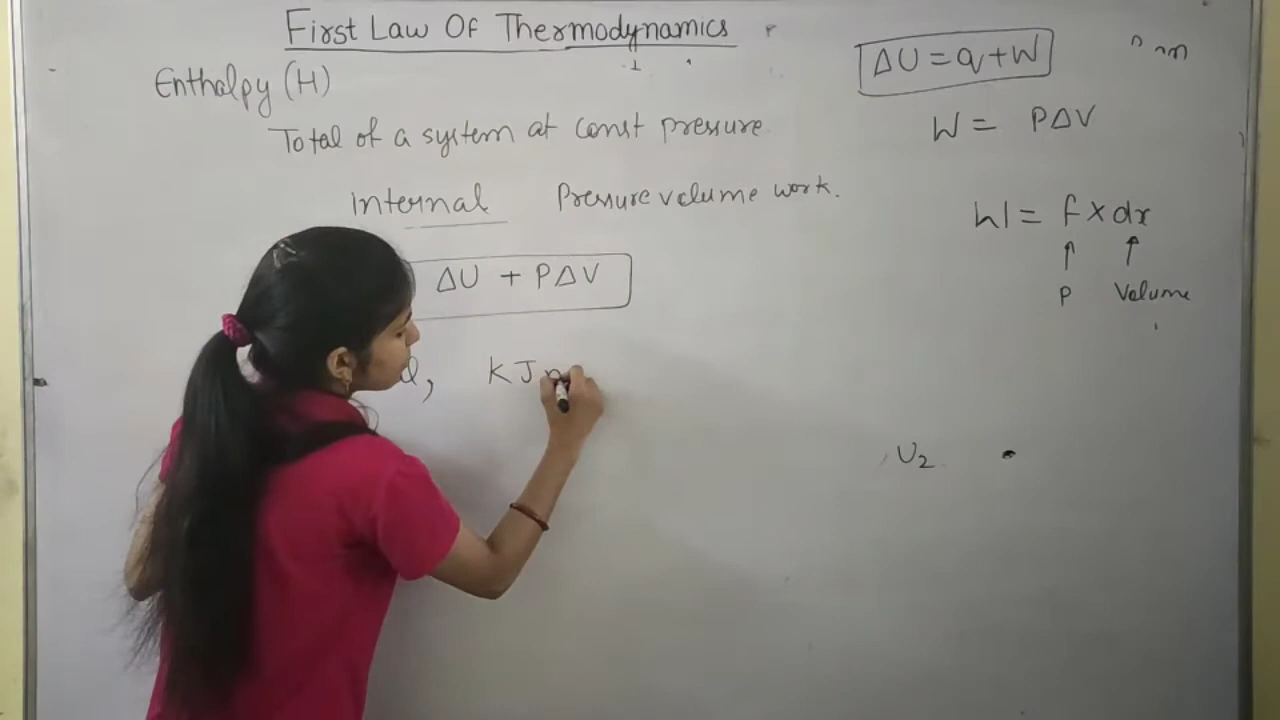 First Law Of Thermodynamics
Enthalpy (H)
Total of a system at Const pressure
internal Pressure volume work.
ΔU + PΔV
KJ
ΔU = q + W
W = PΔV
W = f × dx
P Volume
U2